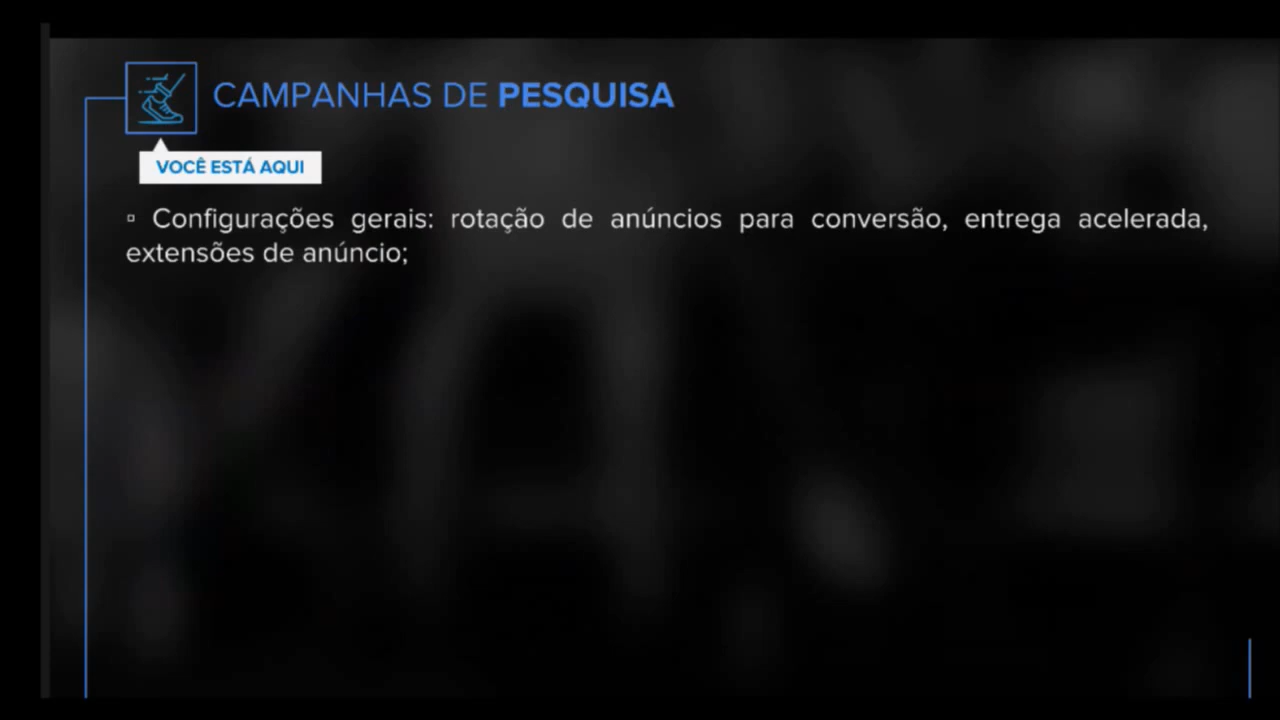 CAMPANHAS DE PESQUISA
VOCÊ ESTÁ AQUI
▫ Configurações gerais: rotação de anúncios para conversão, entrega acelerada,
extensões de anúncio;